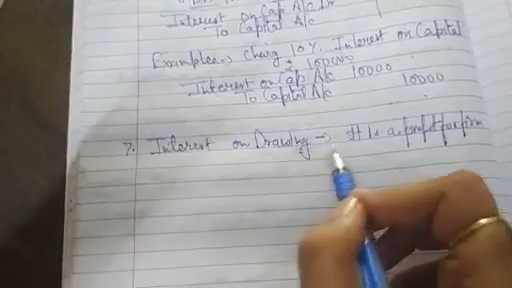 Interest on Cap A/c Dr
To Capital A/c
Example → Charg 10% Interest on Capital
₹ 100000
Interest on Cap A/c 10000
To Capital A/c 10000
7. Interest on Drawing → It is a profit for firm